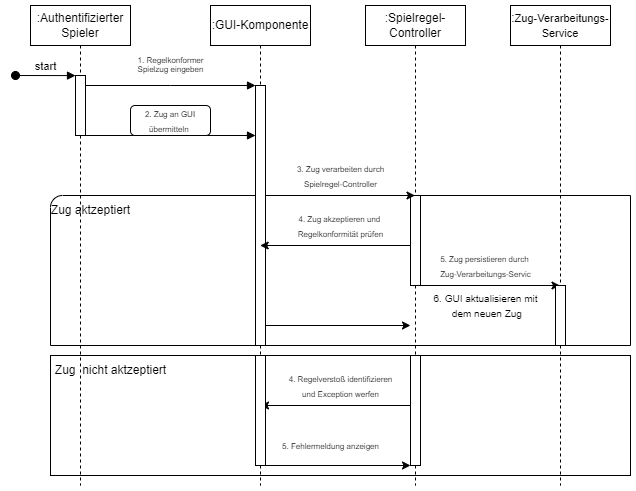 :Authentifizierter
Spieler
:GUI-Komponente
:Spielregel-
Controller
:Zug-Verarbeitungs-
Service
start
1. Regelkonformer
Spielzug eingeben
2. Zug an GUI
übermitteln
3. Zug verarbeiten durch
Spielregel-Controller
Zug aktzeptiert
4. Zug akzeptieren und
Regelkonformität prüfen
5. Zug persistieren durch
Zug-Verarbeitungs-Servic
6. GUI aktualisieren mit
dem neuen Zug
Zug nicht aktzeptiert
4. Regelverstoß identifizieren
und Exception werfen
5. Fehlermeldung anzeigen